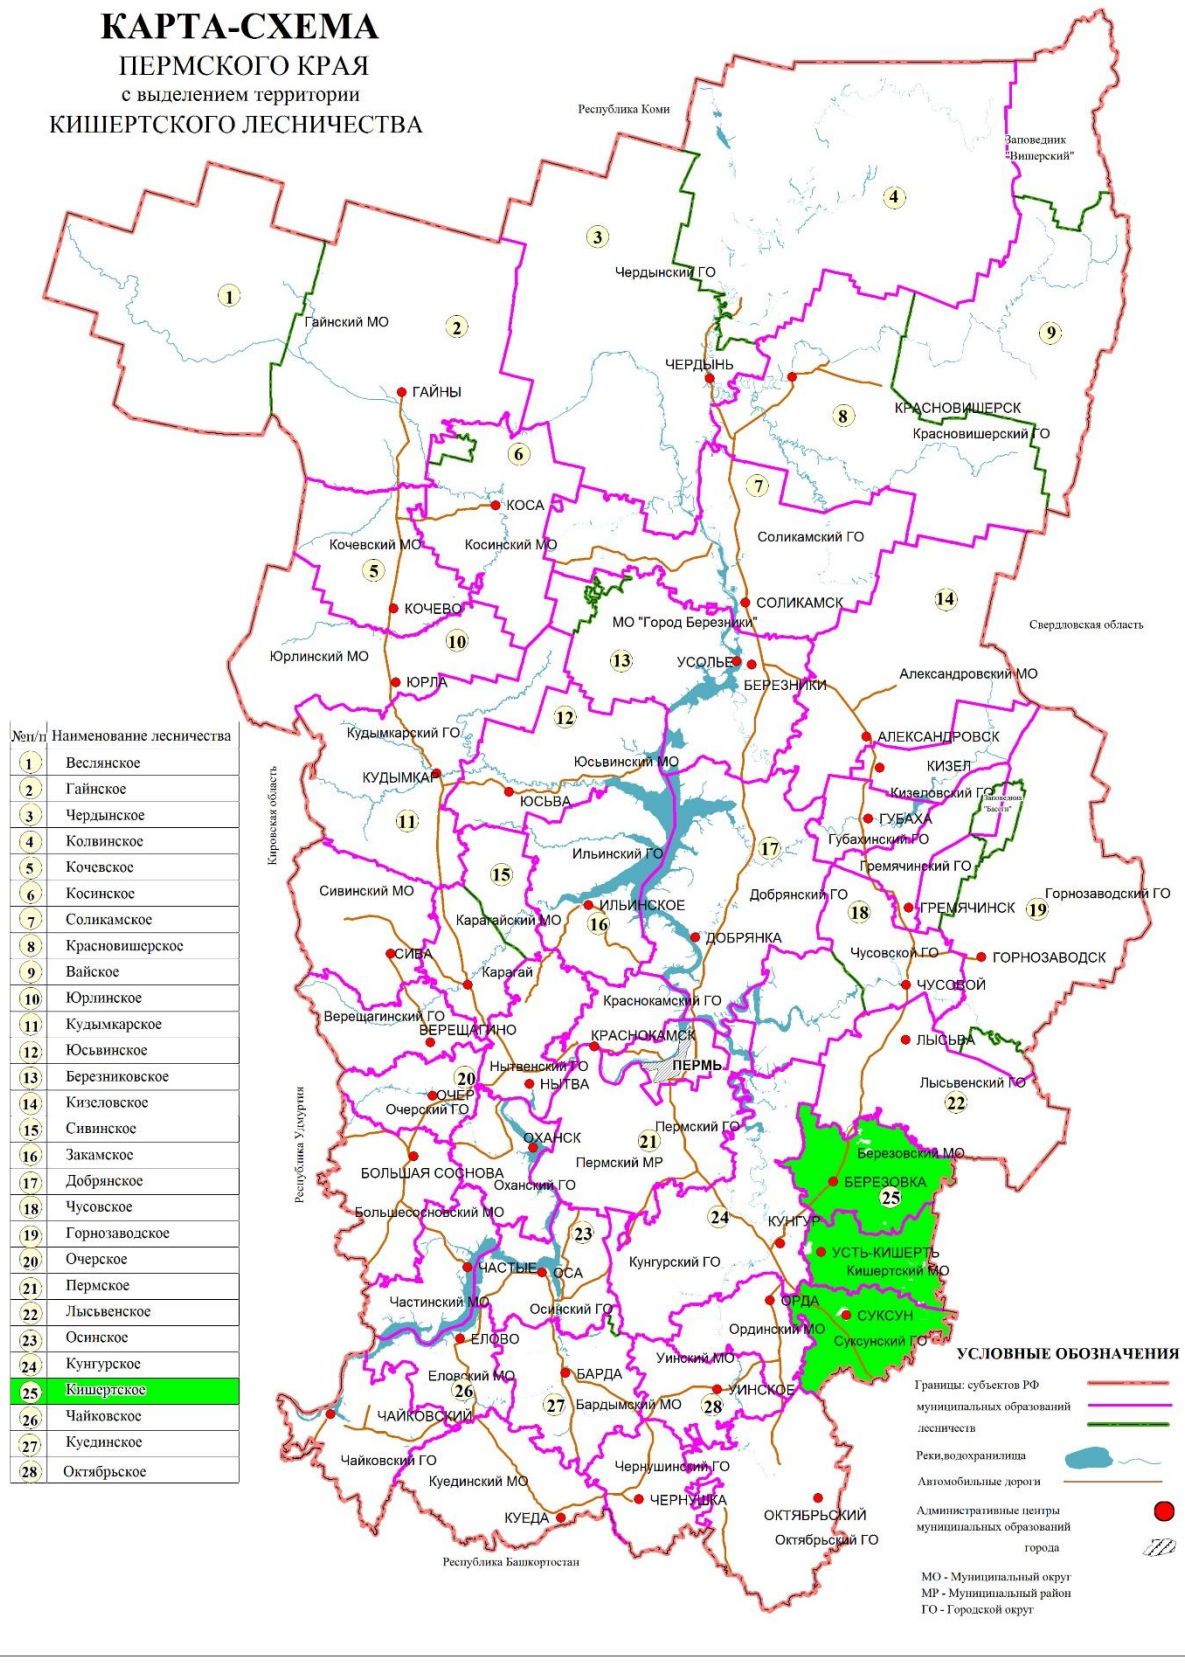 КАРТА-СХЕМА
ПЕРМСКОГО КРАЯ
с выделением территории
КИШЕРТСКОГО ЛЕСНИЧЕСТВА
Республика Коми
Заповедник
"Вишерский"
4
3
Чердынский ГО
1
Гайнский МО
2
9
ЧЕРДЫНЬ
ГАЙНЫ
8
КРАСНОВИШЕРСК
Красновишерский ГО
6
7
КОСА
Соликамский ГО
Кочевский МО
Косинский МО
5
14
СОЛИКАМСК
КОЧЕВО
МО "Город Березники"
Свердловская область
10
Юрлинский МО
13
УСОЛЬЕ
БЕРЕЗНИКИ
Александровский МО
ЮРЛА
12
Кудымкарский ГО
АЛЕКСАНДРОВСК
Юсьвинский МО
КИЗЕЛ
КУДЫМКАР
Кизеловский ГО
ЮСЬВА
Заповедник
"Басеги"
Кировская область
11
ГУБАХА
Губахинский ГО
17
Ильинский ГО
Гремячинский ГО
15
Сивинский МО
Добрянский ГО
Горнозаводский ГО
ИЛЬИНСКОЕ
18
ГРЕМЯЧИНСК
19
Карагайский МО
16
ДОБРЯНКА
СИВА
Чусовской ГО
ГОРНОЗАВОДСК
Карагай
ЧУСОВОЙ
Краснокамский ГО
Верещагинский ГО
ВЕРЕЩАГИНО
КРАСНОКАМСК
ЛЫСЬВА
Нытвенский ГО
ПЕРМЬ
20
НЫТВА
Лысьвенский ГО
ОЧЕР
22
Очерский ГО
Пермский ГО
Республика Удмуртия
ОХАНСК
21
Березовский МО
Пермский МР
БОЛЬШАЯ СОСНОВА
БЕРЕЗОВКА
Оханский ГО
25
Большесосновский МО
24
КУНГУР
23
УСТЬ-КИШЕРТЬ
Кунгурский ГО
ЧАСТЫЕ
ОСА
Кишертский МО
Частинский МО
ОРДА
Осинский ГО
СУКСУН
Ординский МО
ЕЛОВО
Суксунский ГО
Уинский МО
Еловский МО
БАРДА
26
УИНСКОЕ
27
Бардымский МО
28
ЧАЙКОВСКИЙ
Чайковский ГО
Чернушинский ГО
Куединский МО
ЧЕРНУШКА
КУЕДА
ОКТЯБРЬСКИЙ
Октябрьский ГО
Республика Башкортостан
№п/п Наименование лесничества
1 Веслянское
2 Гайнское
3 Чердынское
4 Колвинское
5 Кочевское
6 Косинское
7 Соликамское
8 Красновишерское
9 Вайское
10 Юрлинское
11 Кудымкарское
12 Юсьвинское
13 Березниковское
14 Кизеловское
15 Сивинское
16 Закамское
17 Добрянское
18 Чусовское
19 Горнозаводское
20 Очерское
21 Пермское
22 Лысьвенское
23 Осинское
24 Кунгурское
25 Кишертское
26 Чайковское
27 Куединское
28 Октябрьское
УСЛОВНЫЕ ОБОЗНАЧЕНИЯ
Границы: субъектов РФ
муниципальных образований
лесничеств
Реки,водохранилища
Автомобильные дороги
Административные центры
муниципальных образований
города
МО - Муниципальный округ
МР - Муниципальный район
ГО - Городской округ